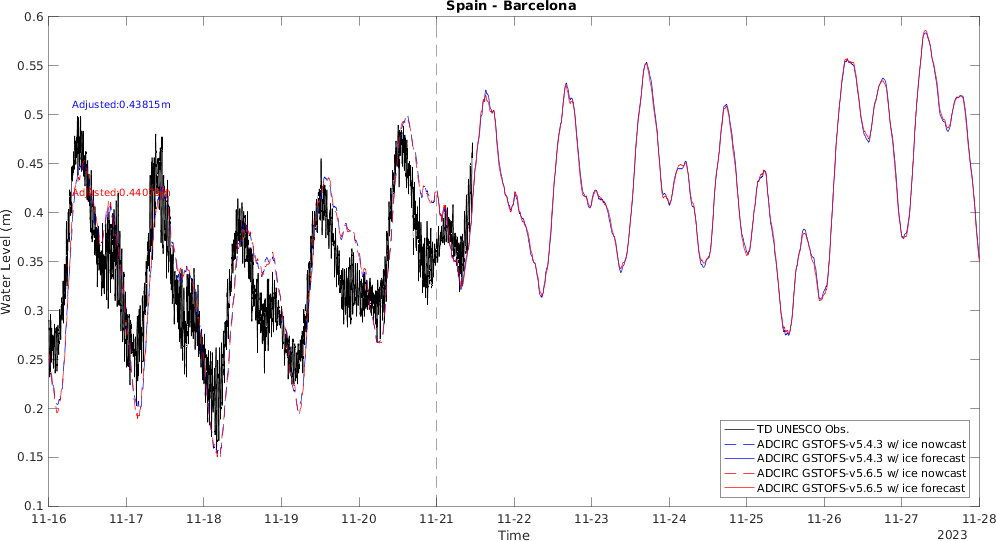 Spain - Barcelona
0.6
0.55
0.5
0.45
0.4
0.35
0.3
0.25
0.2
0.15
0.1
Water Level (m)
Adjusted:0.43815m
TD UNESCO Obs.
ADCIRC GSTOFS-v5.4.3 w/ ice nowcast
ADCIRC GSTOFS-v5.4.3 w/ ice forecast
ADCIRC GSTOFS-v5.6.5 w/ ice nowcast
ADCIRC GSTOFS-v5.6.5 w/ ice forecast
11-16 11-17 11-18 11-19 11-20 11-21 11-22 11-23 11-24 11-25 11-26 11-27 11-28
Time
2023